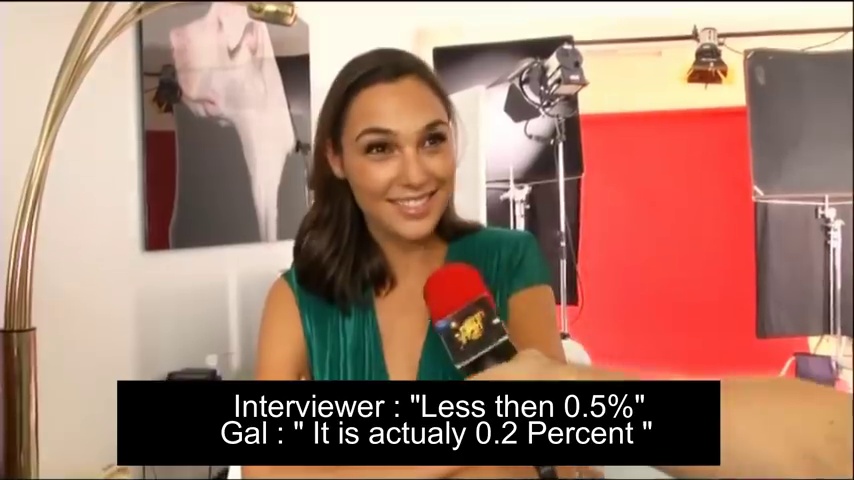 Interviewer : "Less then 0.5%"
Gal : " It is actualy 0.2 Percent "